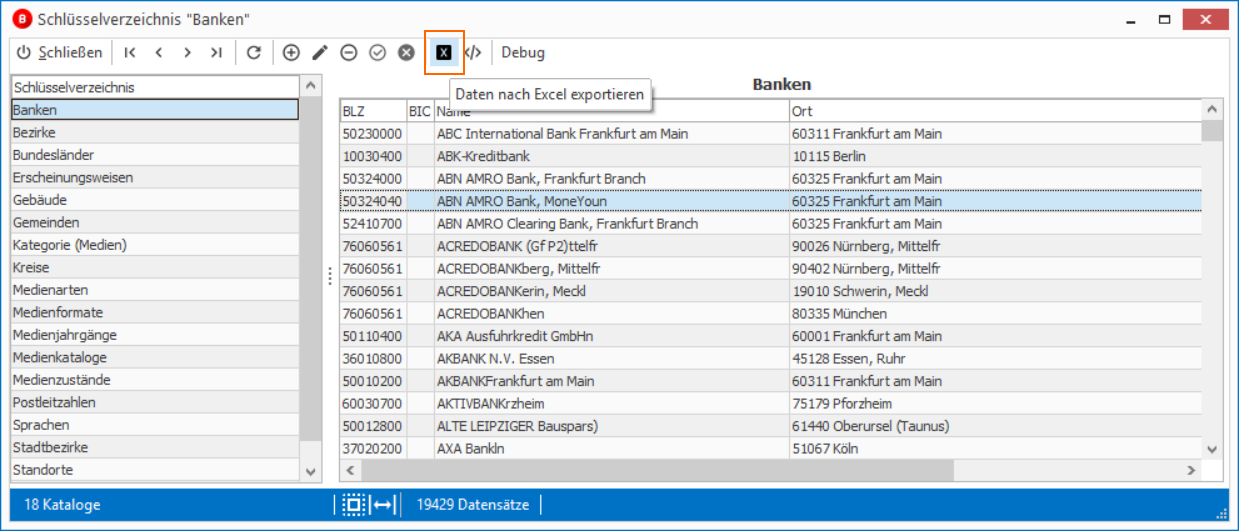 B Schlüsselverzeichnis "Banken"
Schließen X </> Debug
Daten nach Excel exportieren
Schlüsselverzeichnis
Banken
Bezirke
Bundesländer
Erscheinungsweisen
Gebäude
Gemeinden
Kategorie (Medien)
Kreise
Medienarten
Medienformate
Medienjahrgänge
Medienkataloge
Medienzustände
Postleitzahlen
Sprachen
Stadtbezirke
Standorte
Banken
BLZ BIC Name Ort
50230000 ABC International Bank Frankfurt am Main 60311 Frankfurt am Main
10030400 ABK-Kreditbank 10115 Berlin
50324000 ABN AMRO Bank, Frankfurt Branch 60325 Frankfurt am Main
50324040 ABN AMRO Bank, MoneYoun 60325 Frankfurt am Main
52410700 ABN AMRO Clearing Bank, Frankfurt Branch 60325 Frankfurt am Main
76060561 ACREDOBANK (Gf P2)ttelfr 90026 Nürnberg, Mittelfr
76060561 ACREDOBANKberg, Mittelfr 90402 Nürnberg, Mittelfr
76060561 ACREDOBANKerin, Meckl 19010 Schwerin, Meckl
76060561 ACREDOBANKhen 80335 München
50110400 AKA Ausfuhrkredit GmbHn 60001 Frankfurt am Main
36010800 AKBANK N.V. Essen 45128 Essen, Ruhr
50010200 AKBANKFrankfurt am Main 60311 Frankfurt am Main
60030700 AKTIVBANKrzheim 75179 Pforzheim
50012800 ALTE LEIPZIGER Bauspars) 61440 Oberursel (Taunus)
37020200 AXA Bankln 51067 Köln
18 Kataloge 19429 Datensätze